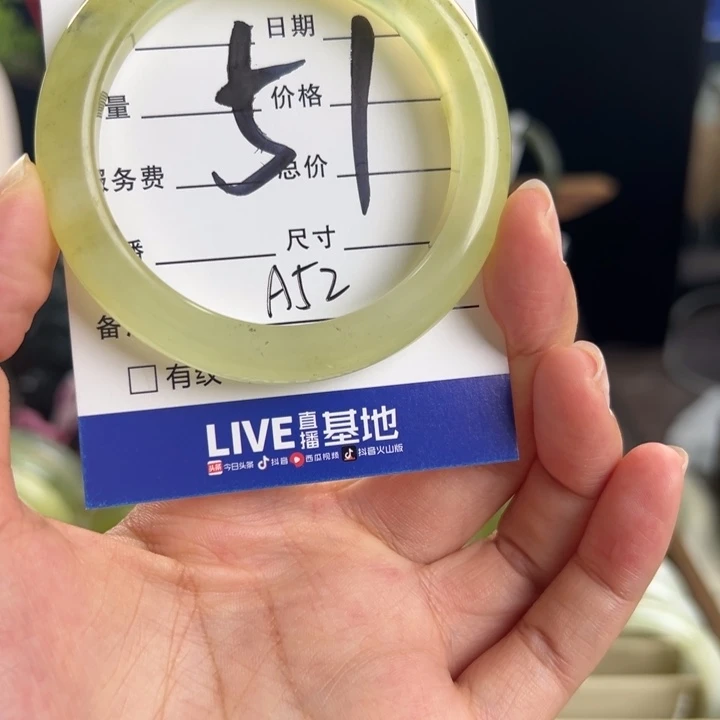 日期
51
量 价格
服务费 总价
尺寸
A52
备
有纹
LIVE直播基地
头条 今日头条 抖音 西瓜视频 抖音火山版